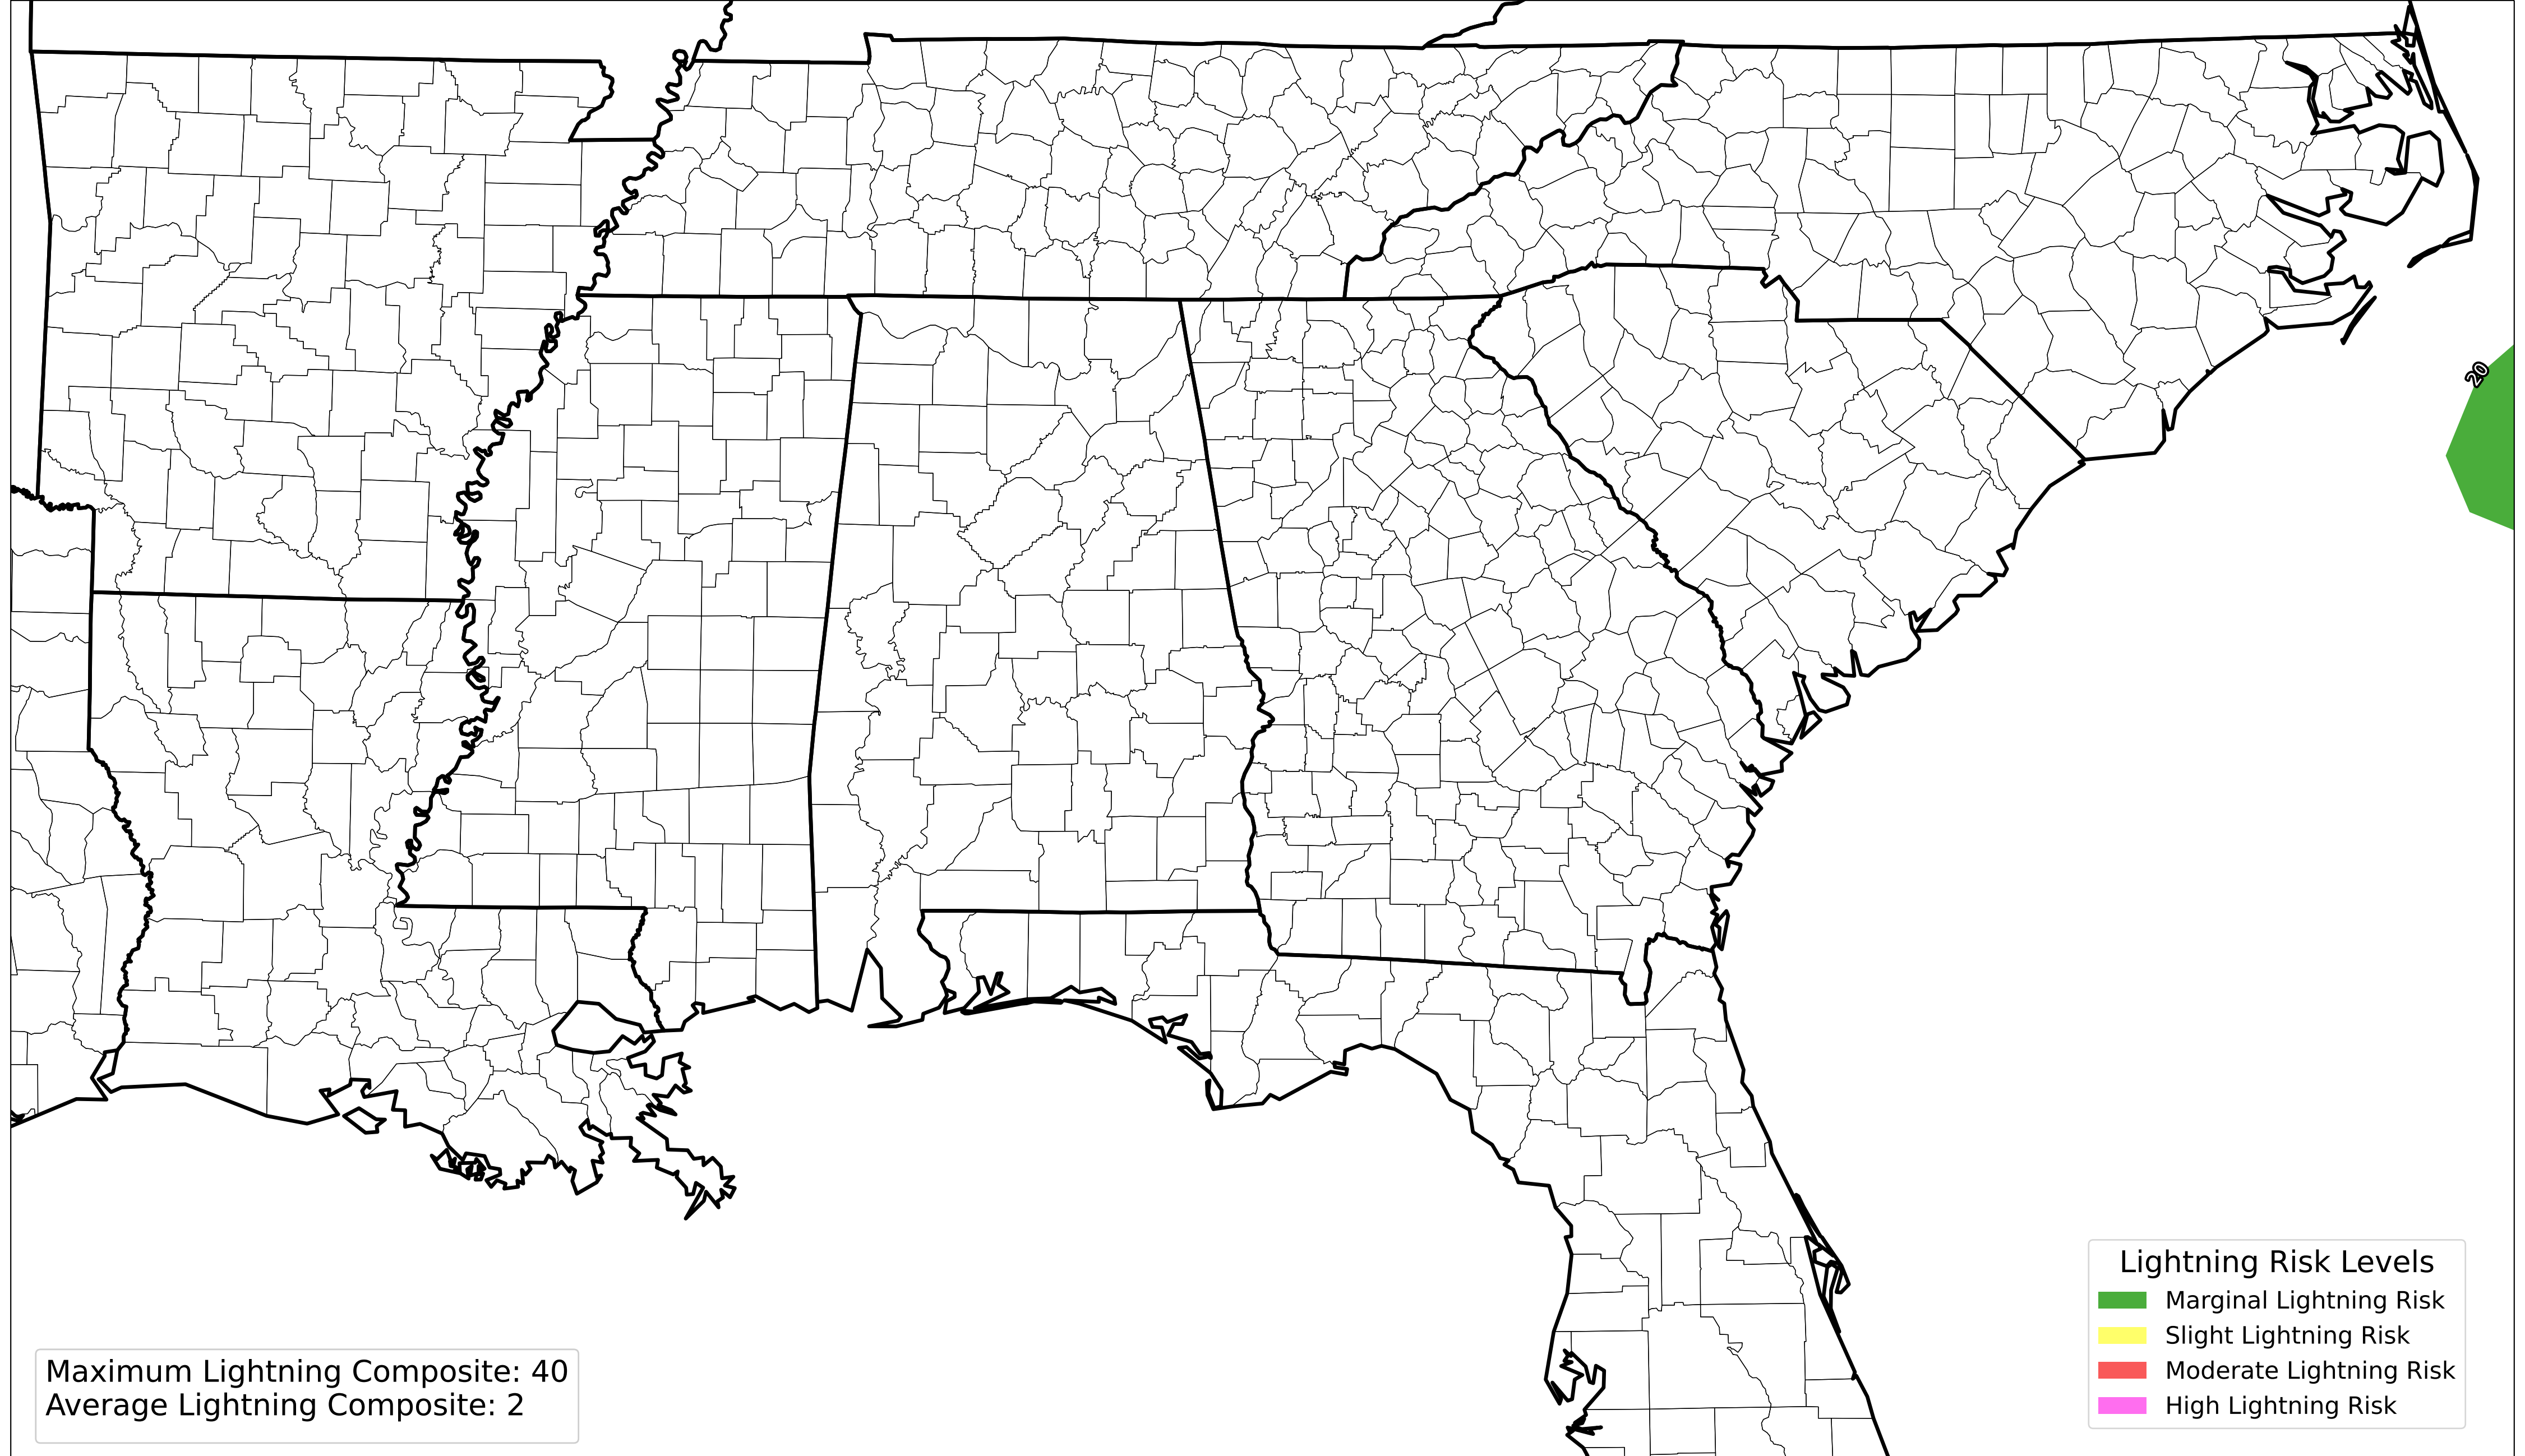 20
Lightning Risk Levels
Marginal Lightning Risk
Slight Lightning Risk
Moderate Lightning Risk
High Lightning Risk
Maximum Lightning Composite: 40
Average Lightning Composite: 2